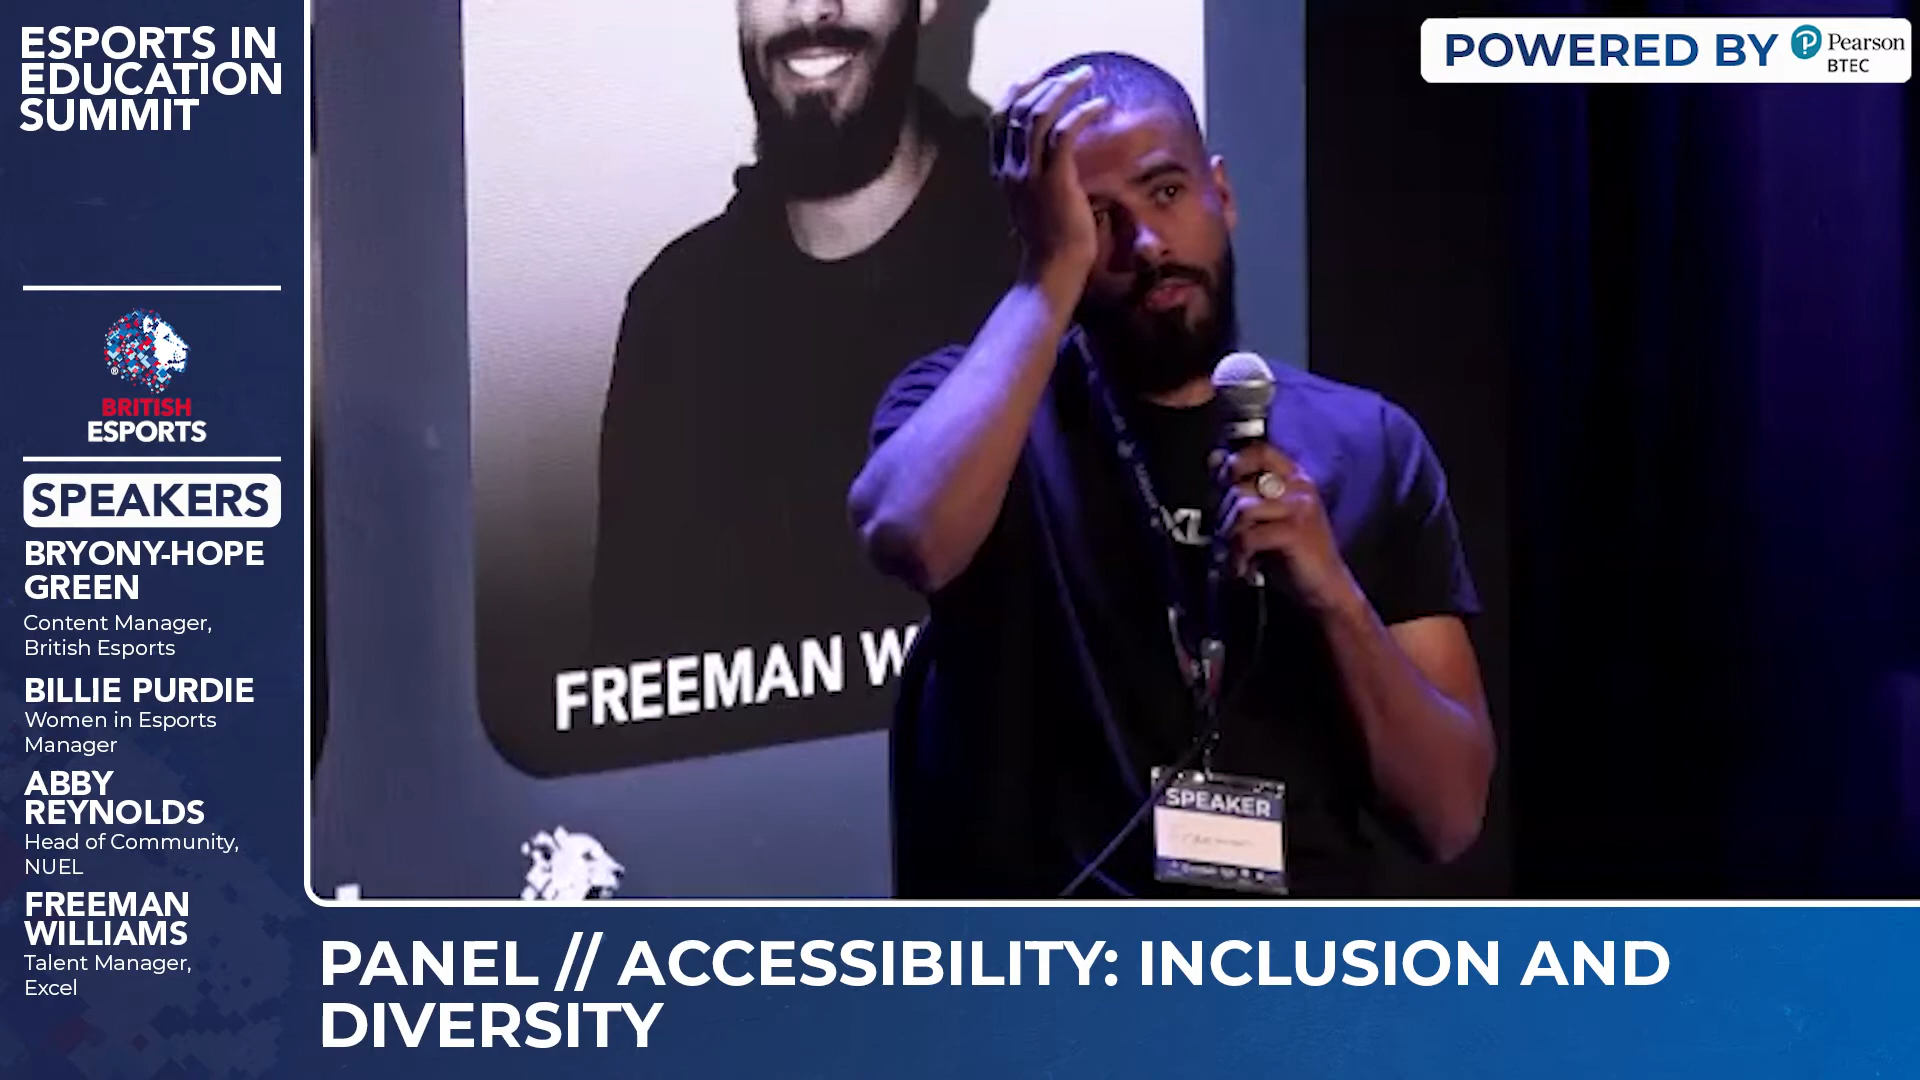 ESPORTS IN
EDUCATION
SUMMIT
POWERED BY
Pearson
BTEC
BRITISH
ESPORTS
SPEAKERS
BRYONY-HOPE
GREEN
Content Manager,
British Esports
BILLIE PURDIE
Women in Esports
Manager
ABBY
REYNOLDS
Head of Community,
NUEL
FREEMAN
WILLIAMS
Talent Manager,
Excel
FREEMAN W
XL
SPEAKER
PANEL // ACCESSIBILITY: INCLUSION AND
DIVERSITY